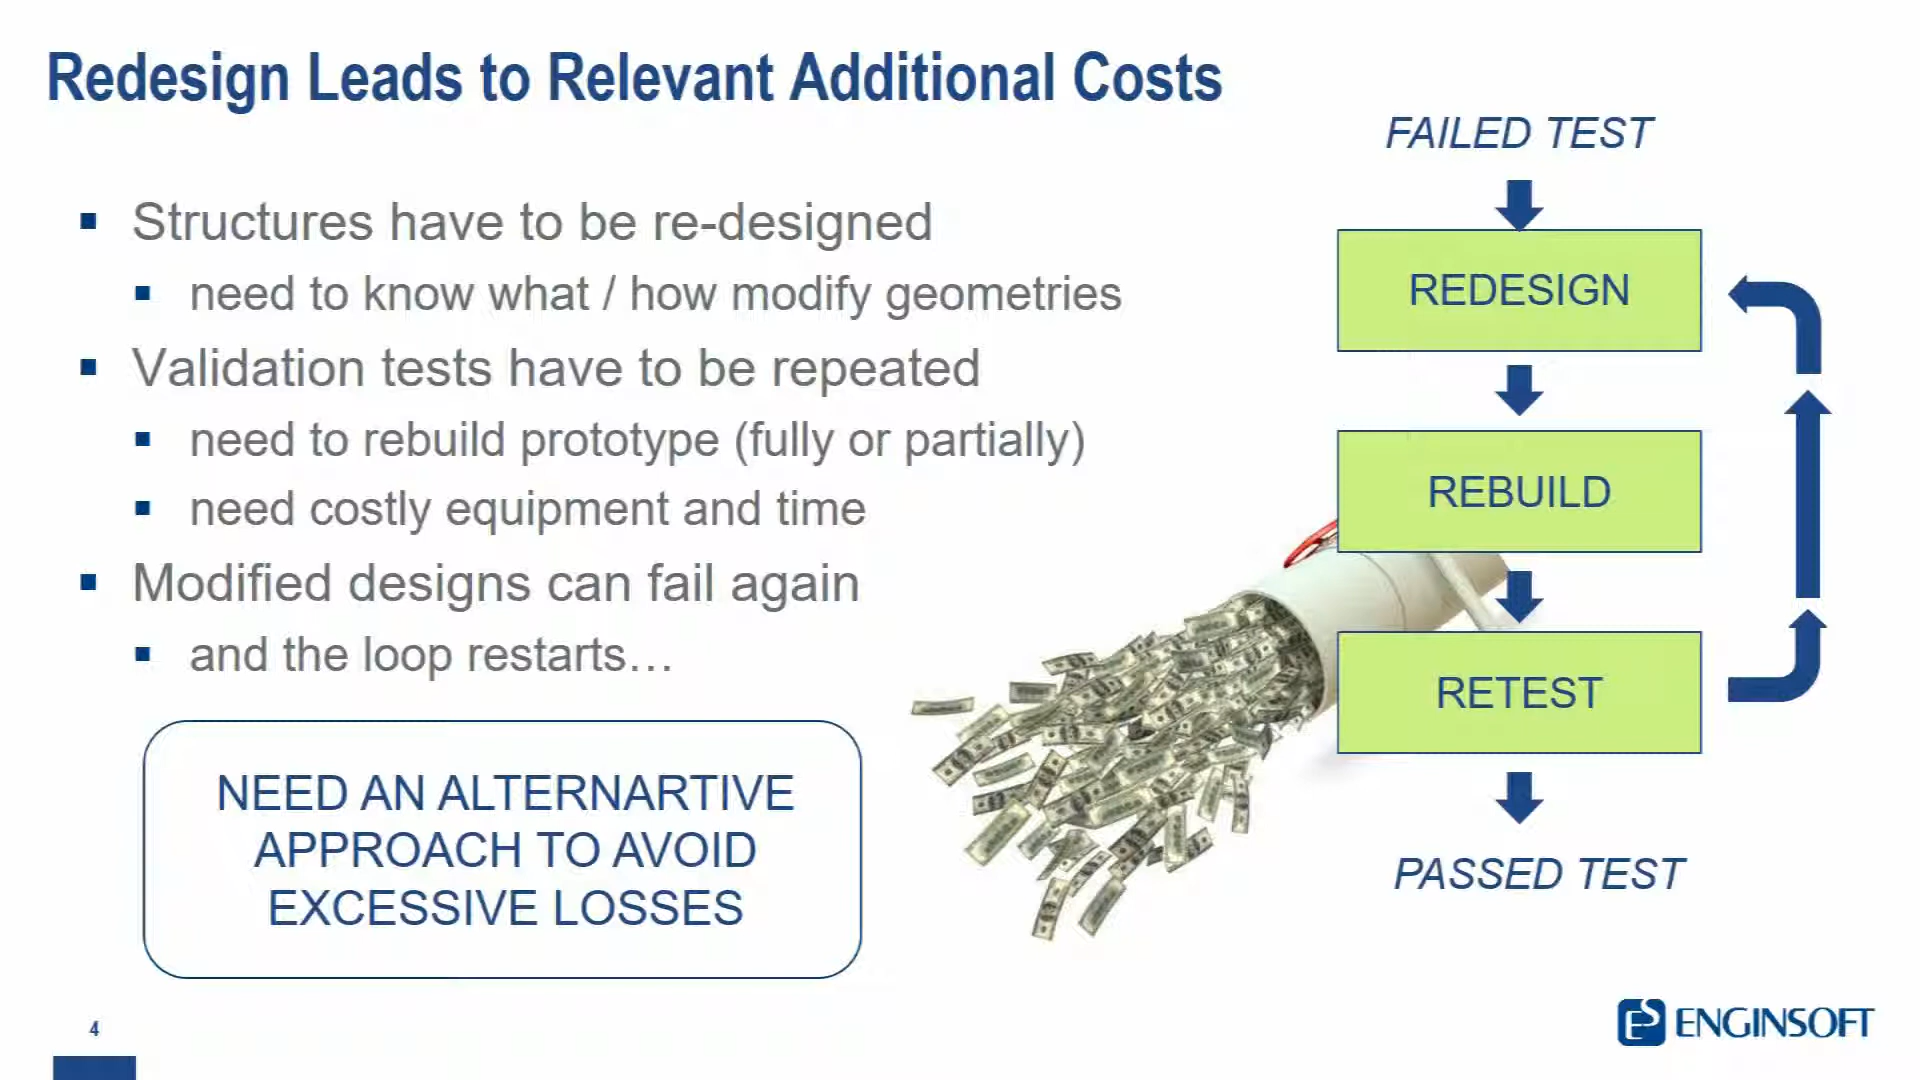 Redesign Leads to Relevant Additional Costs
Structures have to be re-designed
need to know what / how modify geometries
Validation tests have to be repeated
need to rebuild prototype (fully or partially)
need costly equipment and time
Modified designs can fail again
and the loop restarts…
NEED AN ALTERNARTIVE
APPROACH TO AVOID
EXCESSIVE LOSSES
FAILED TEST
REDESIGN
REBUILD
RETEST
PASSED TEST
4
ES ENGINSOFT